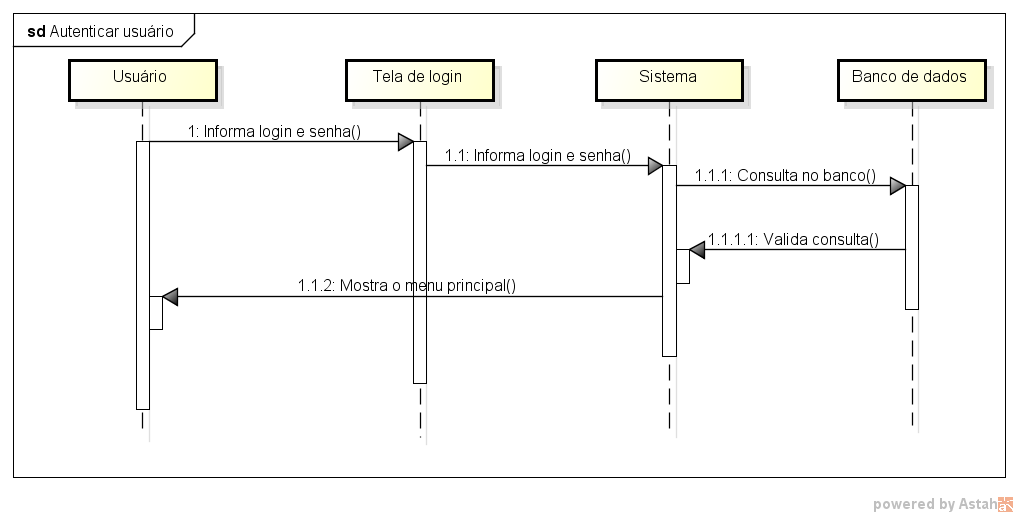 sd Autenticar usuário
Usuário
Tela de login
Sistema
Banco de dados
1: Informa login e senha()
1.1: Informa login e senha()
1.1.1: Consulta no banco()
1.1.1.1: Valida consulta()
1.1.2: Mostra o menu principal()
powered by Astah